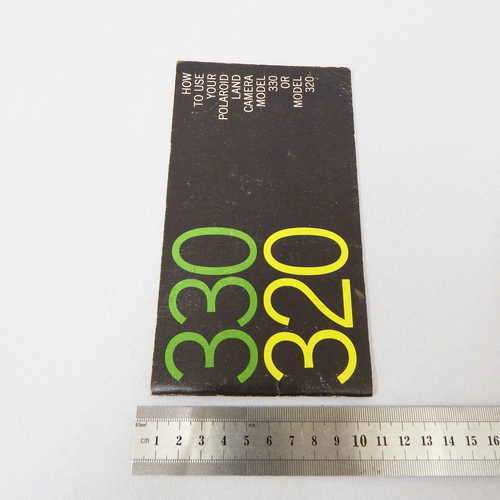 HOW
TO USE
YOUR
POLAROID
LAND
CAMERA
MODEL
330
OR
MODEL
320
330
320
cm 1 2 3 4 5 6 7 8 9 10 11 12 13 14 15 16